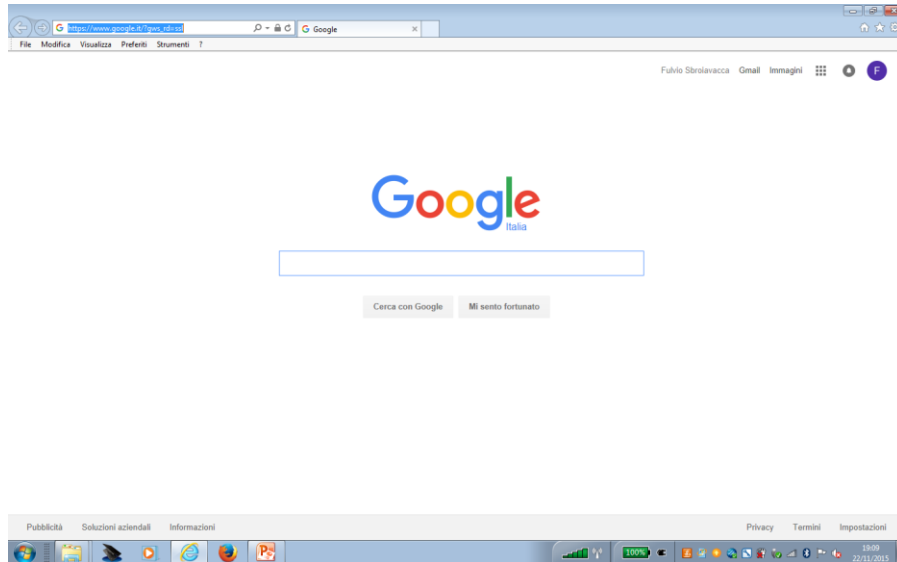 https://www.google.it/?gws_rd=ssl
Google
File Modifica Visualizza Preferiti Strumenti ?
Fulvio Sbroiavacca Gmail Immagini F
Google
Italia
Cerca con Google Mi sento fortunato
Pubblicità Soluzioni aziendali Informazioni Privacy Termini Impostazioni
100% 19:09
22/11/2015